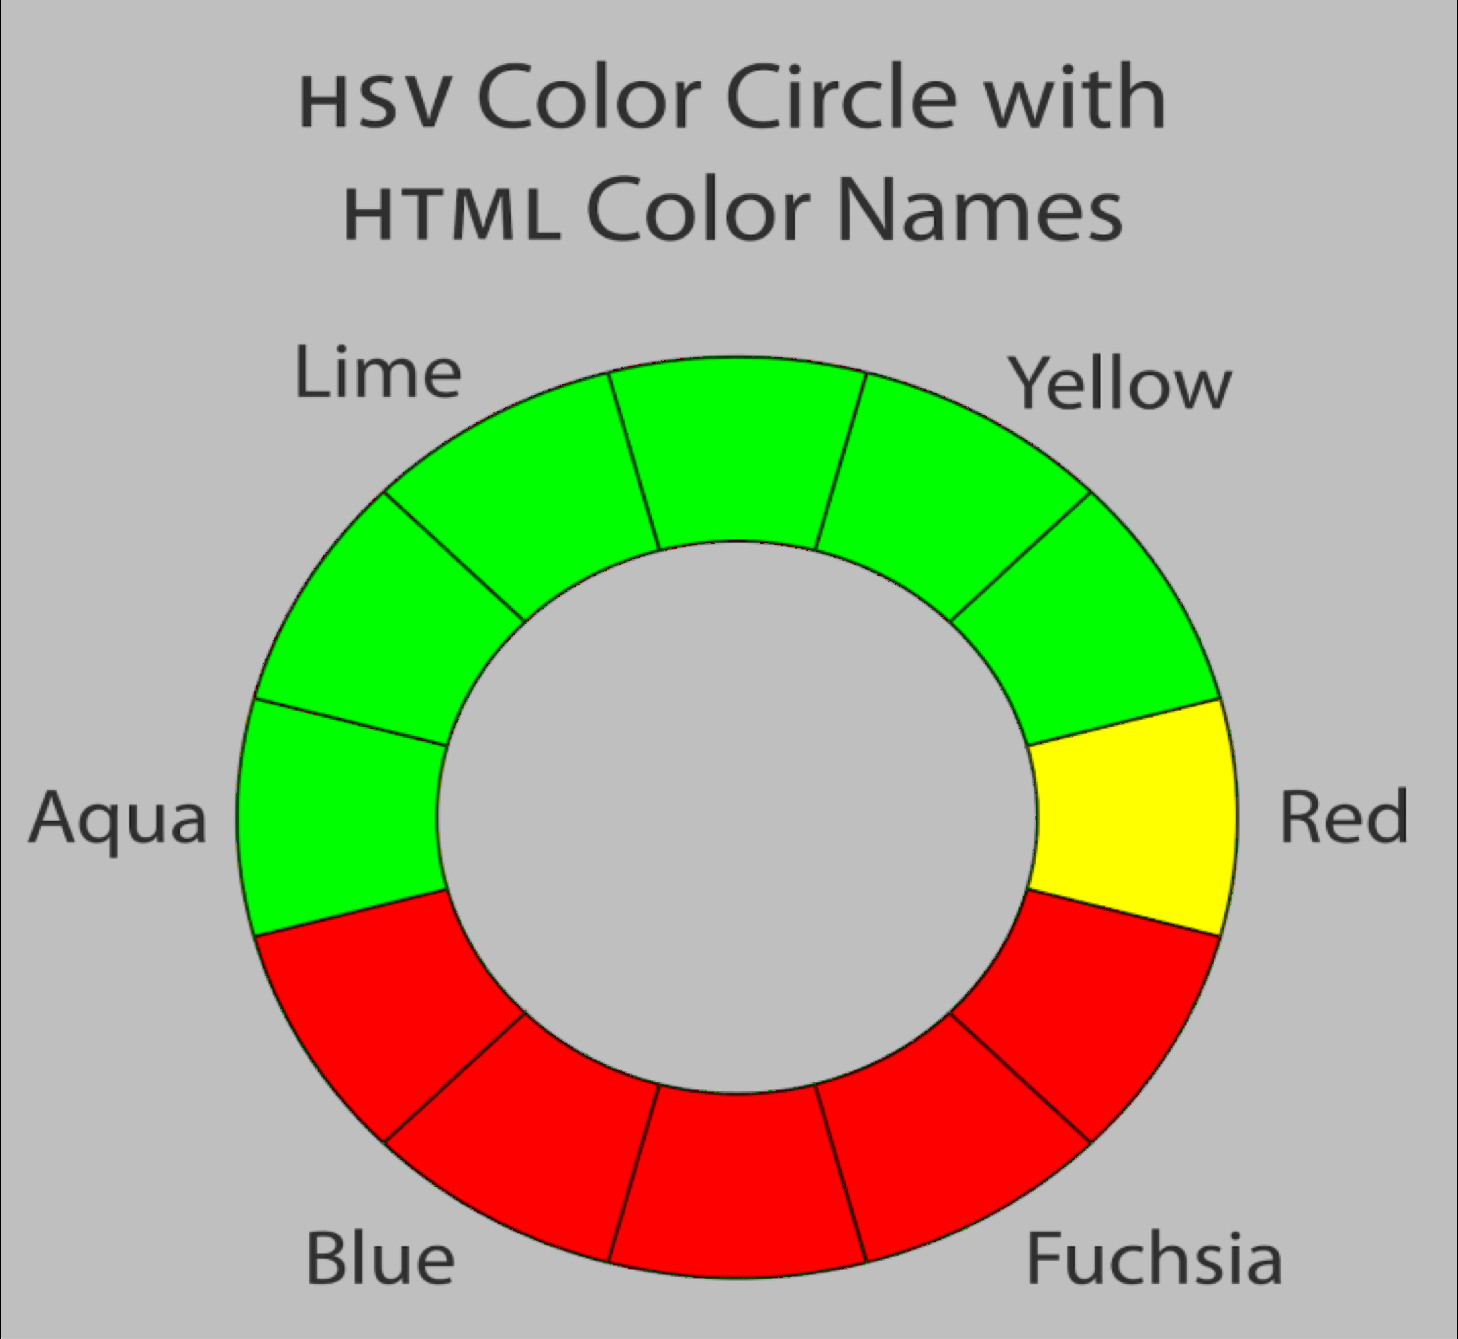 HSV Color Circle with
HTML Color Names
Lime
Yellow
Aqua
Red
Blue
Fuchsia